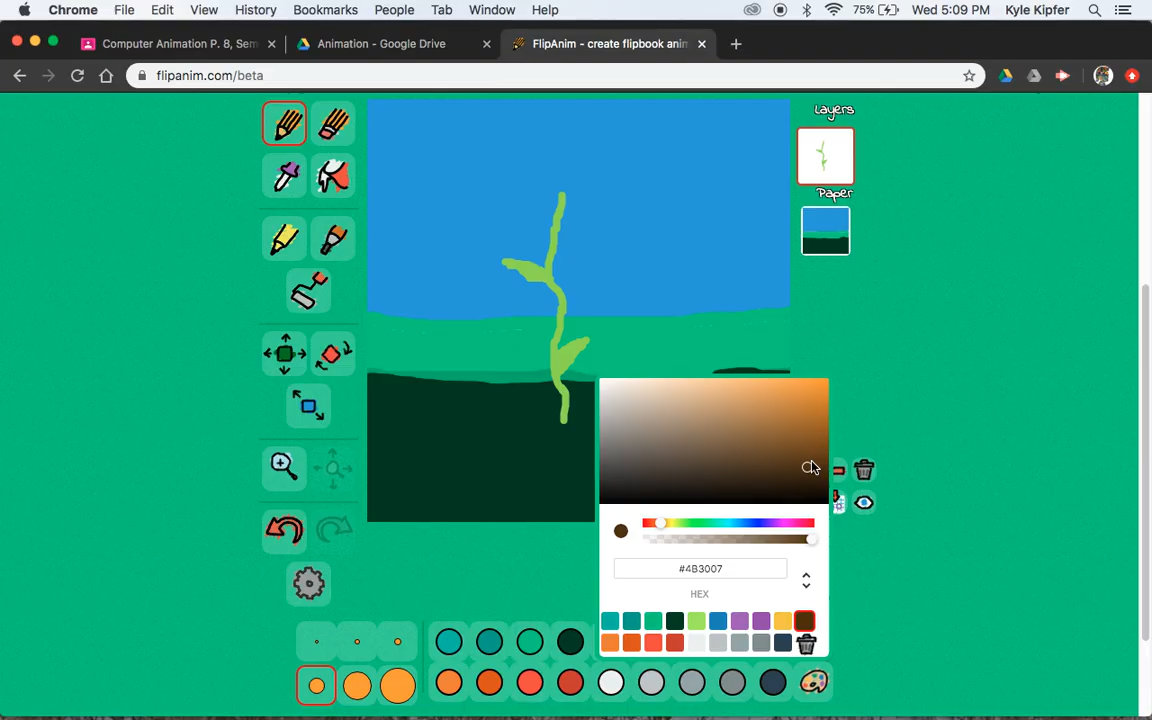 Chrome File Edit View History Bookmarks People Tab Window Help 75% Wed 5:09 PM Kyle Kipfer
Computer Animation P. 8, Sem Animation - Google Drive FlipAnim - create flipbook anim
flipanim.com/beta
Layers
Paper
#4B3007
HEX